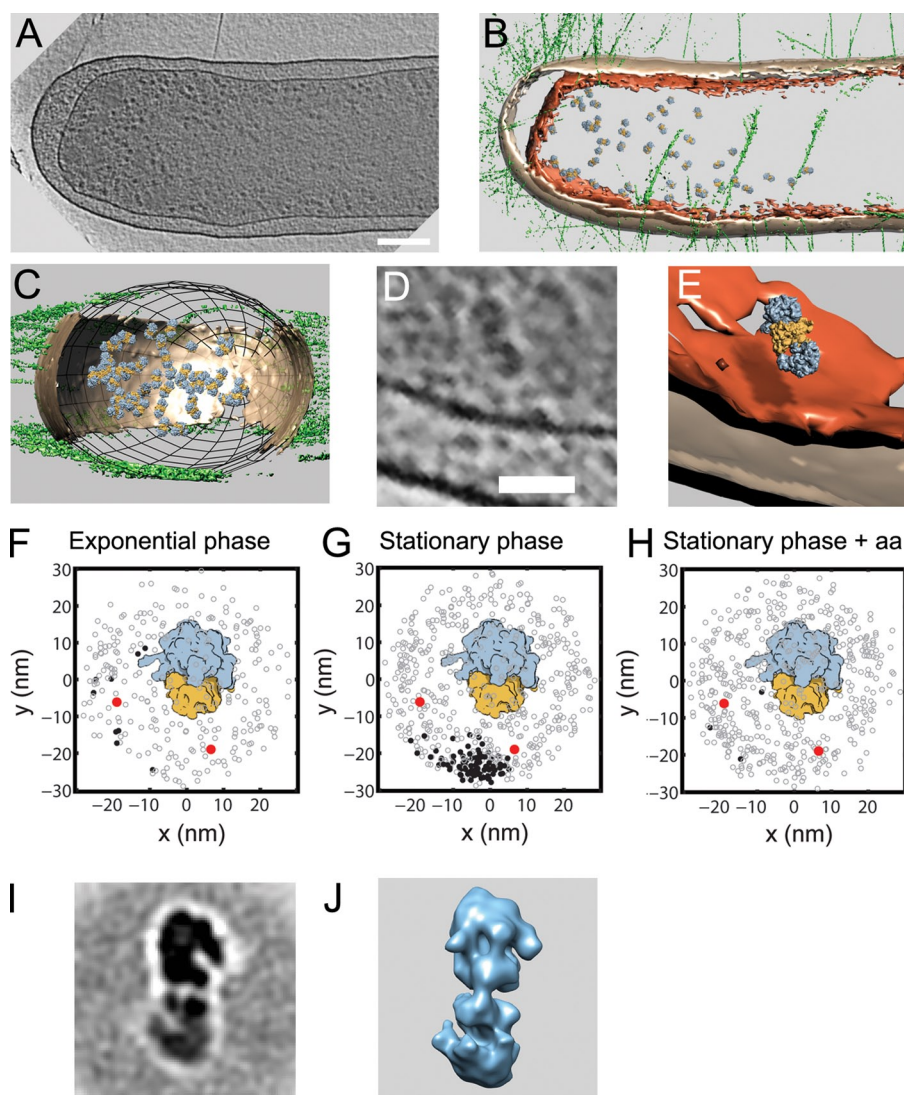 A
B
C
D
E
F Exponential phase
G Stationary phase
H Stationary phase + aa
30
20
10
0
−10
−20
−30
y (nm)
−20 −10 0 10 20
x (nm)
30
20
10
0
−10
−20
−30
y (nm)
−20 −10 0 10 20
x (nm)
30
20
10
0
−10
−20
−30
y (nm)
−20 −10 0 10 20
x (nm)
I
J